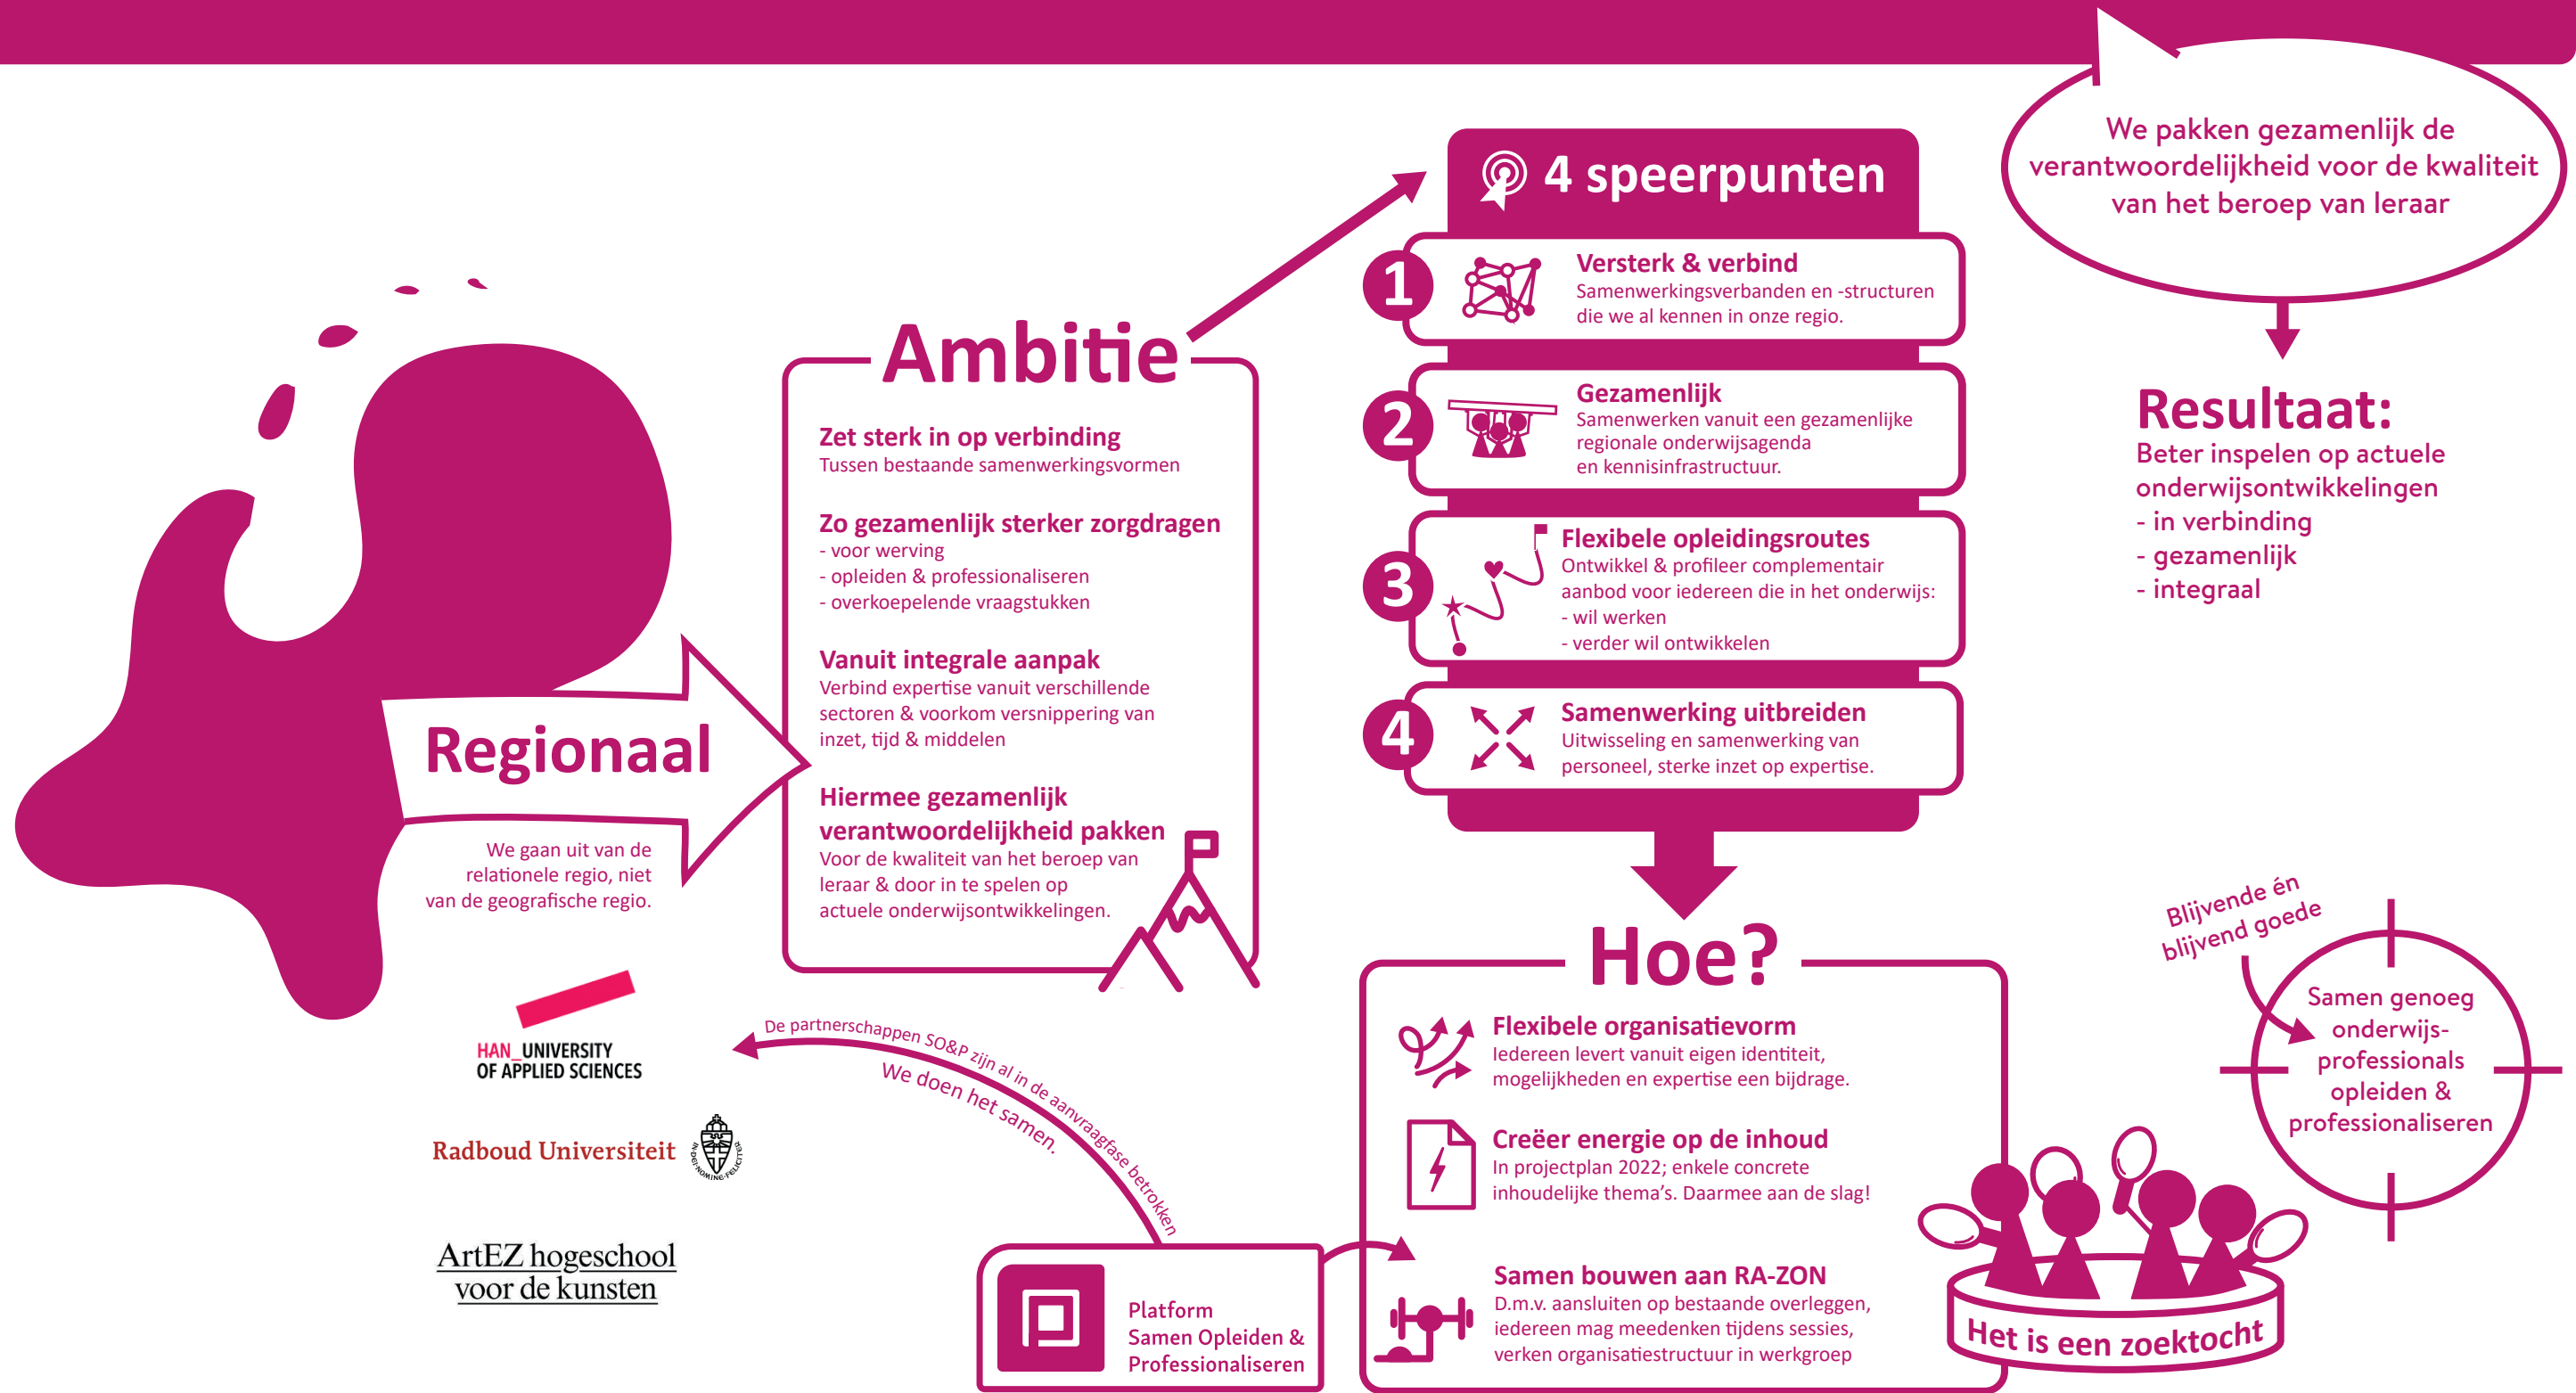 Regionaal
We gaan uit van de
relationele regio, niet
van de geografische regio.
HAN_UNIVERSITY
OF APPLIED SCIENCES
Radboud Universiteit
IN·DEI·NOMINE·FELICITER
ArtEZ hogeschool
voor de kunsten
Ambitie
Zet sterk in op verbinding
Tussen bestaande samenwerkingsvormen
Zo gezamenlijk sterker zorgdragen
- voor werving
- opleiden & professionaliseren
- overkoepelende vraagstukken
Vanuit integrale aanpak
Verbind expertise vanuit verschillende
sectoren & voorkom versnippering van
inzet, tijd & middelen
Hiermee gezamenlijk
verantwoordelijkheid pakken
Voor de kwaliteit van het beroep van
leraar & door in te spelen op
actuele onderwijsontwikkelingen.
De partnerschappen SO&P zijn al in de aanvraagfase betrokken
We doen het samen.
Platform
Samen Opleiden &
Professionaliseren
4 speerpunten
1
Versterk & verbind
Samenwerkingsverbanden en -structuren
die we al kennen in onze regio.
2
Gezamenlijk
Samenwerken vanuit een gezamenlijke
regionale onderwijsagenda
en kennisinfrastructuur.
3
Flexibele opleidingsroutes
Ontwikkel & profileer complementair
aanbod voor iedereen die in het onderwijs:
- wil werken
- verder wil ontwikkelen
4
Samenwerking uitbreiden
Uitwisseling en samenwerking van
personeel, sterke inzet op expertise.
Hoe?
Flexibele organisatievorm
Iedereen levert vanuit eigen identiteit,
mogelijkheden en expertise een bijdrage.
Creëer energie op de inhoud
In projectplan 2022; enkele concrete
inhoudelijke thema's. Daarmee aan de slag!
Samen bouwen aan RA-ZON
D.m.v. aansluiten op bestaande overleggen,
iedereen mag meedenken tijdens sessies,
verken organisatiestructuur in werkgroep
We pakken gezamenlijk de
verantwoordelijkheid voor de kwaliteit
van het beroep van leraar
Resultaat:
Beter inspelen op actuele
onderwijsontwikkelingen
- in verbinding
- gezamenlijk
- integraal
Blijvende én
blijvend goede
Samen genoeg
onderwijs-
professionals
opleiden &
professionaliseren
Het is een zoektocht